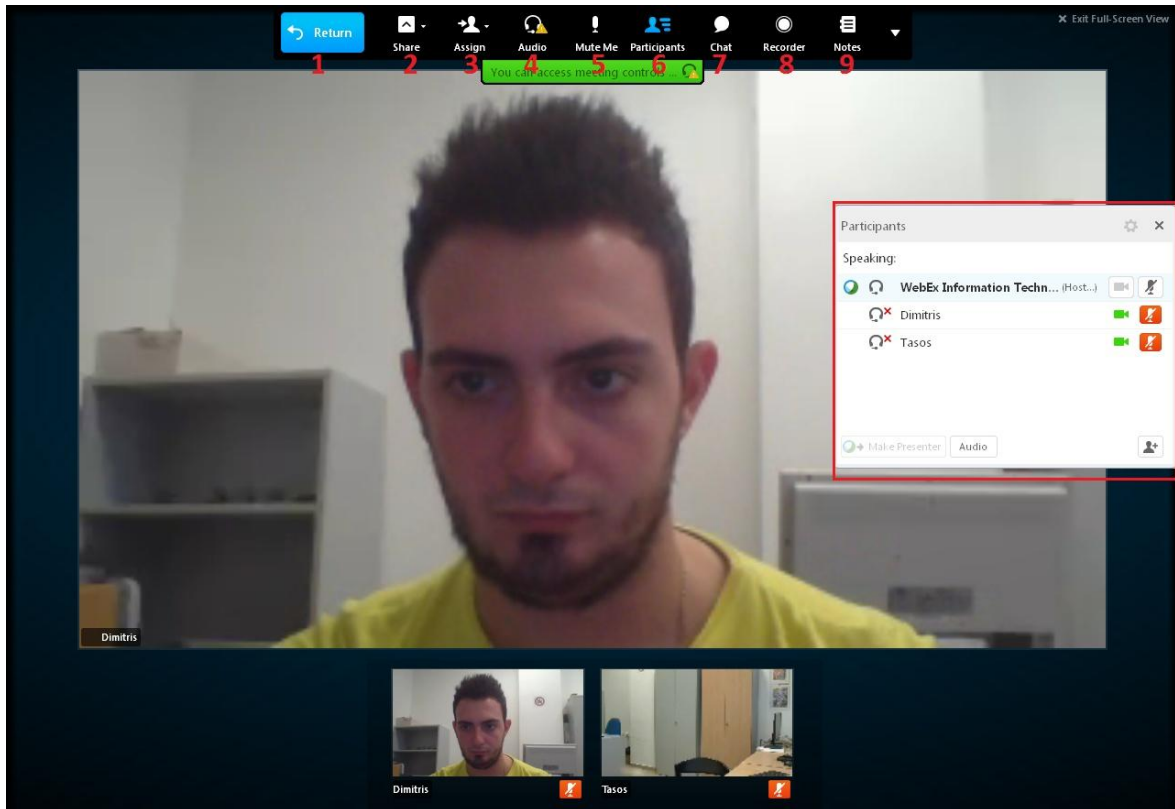 Return Share Assign Audio Mute Me Participants Chat Recorder Notes
Exit Full-Screen View
1 2 3 4 5 6 7 8 9
You can access meeting controls ...
Participants
Speaking:
WebEx Information Techn... (Host...)
Dimitris
Tasos
Make Presenter Audio
Dimitris
Dimitris Tasos